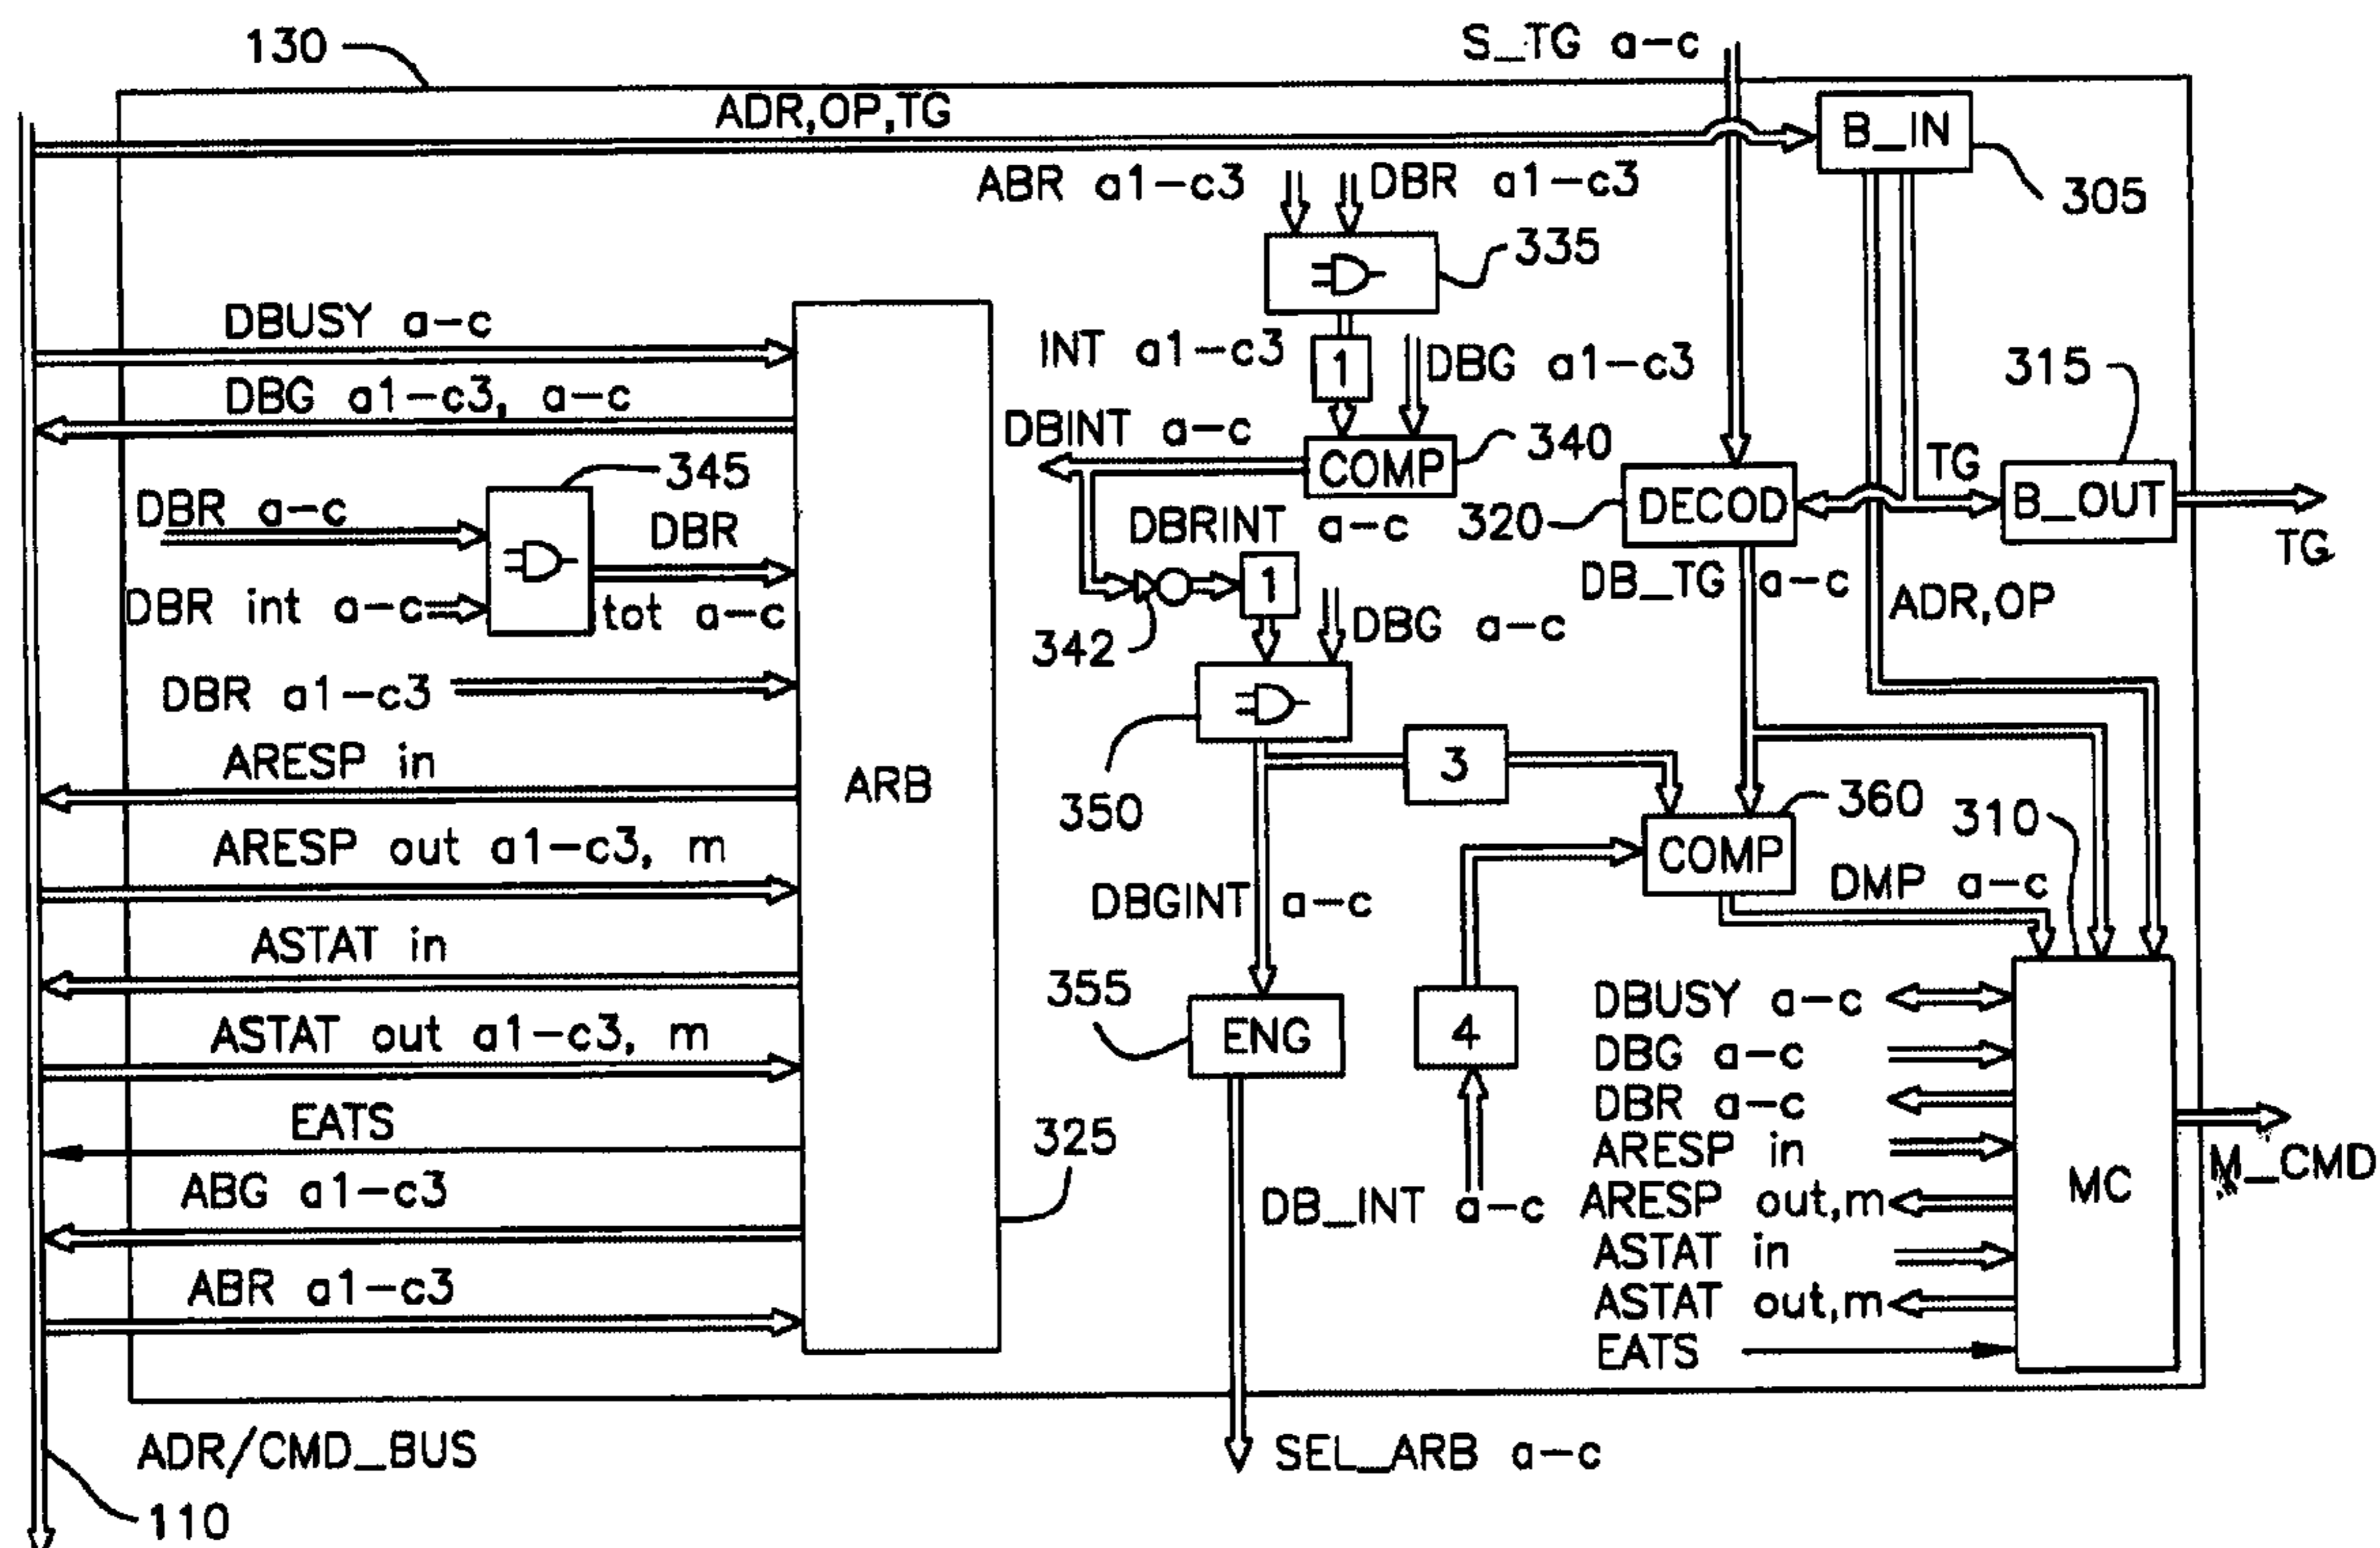 130
S_TG a-c
ADR,OP,TG
B_IN
305
ABR a1-c3
DBR a1-c3
335
DBUSY a-c
INT a1-c3
1
DBG a1-c3
315
DBG a1-c3, a-c
DBINT a-c
COMP
340
345
DBR a-c
DBR
DBR int a-c
tot a-c
DBRINT a-c
320
DECOD
TG
B_OUT
TG
1
342
DBG a-c
DB_TG a-c
ADR,OP
DBR a1-c3
ARESP in
ARB
350
3
360
310
ARESP out a1-c3, m
COMP
DMP a-c
DBGINT a-c
ASTAT in
355
ENG
4
DBUSY a-c
ASTAT out a1-c3, m
DBG a-c
DBR a-c
EATS
325
ARESP in
M_CMD
ABG a1-c3
DB_INT a-c
ARESP out,m
MC
ASTAT in
ABR a1-c3
ASTAT out,m
EATS
ADR/CMD_BUS
SEL_ARB a-c
110